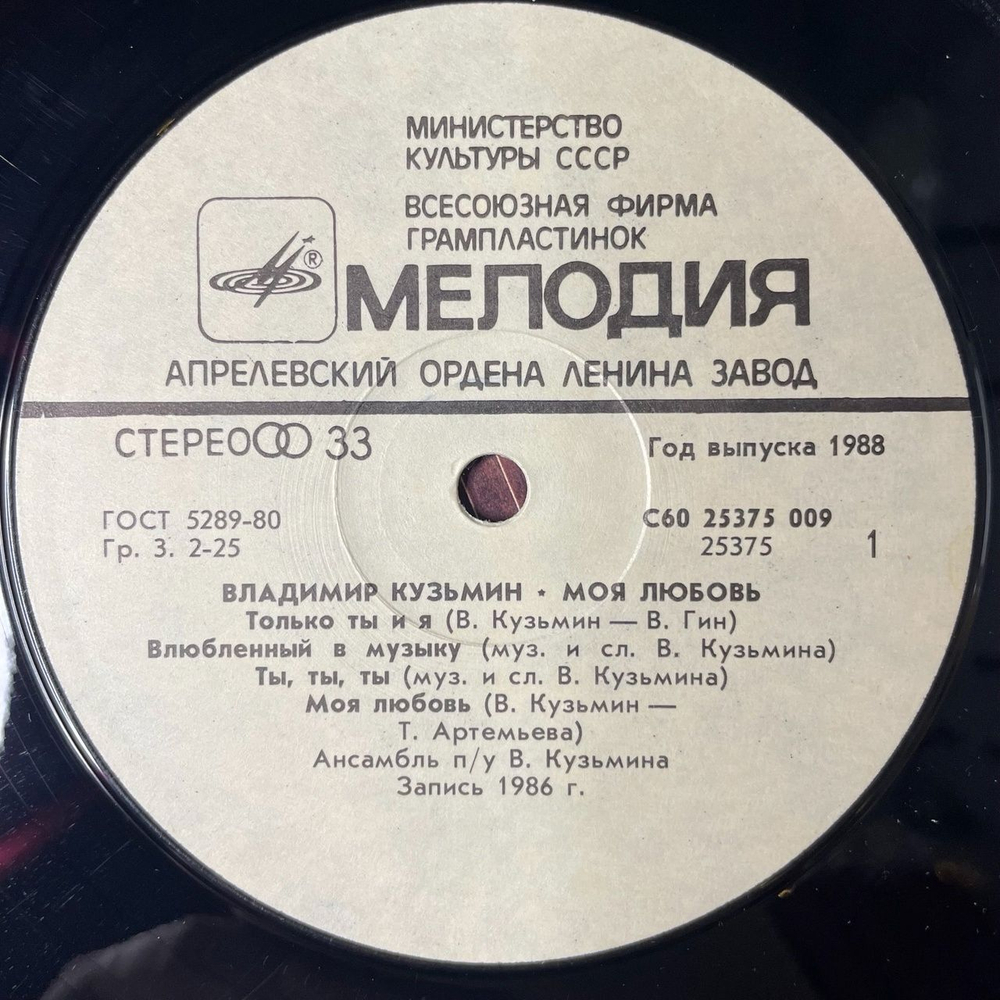 МИНИСТЕРСТВО
КУЛЬТУРЫ СССР
ВСЕСОЮЗНАЯ ФИРМА
ГРАМПЛАСТИНОК
®
МЕЛОДИЯ
АПРЕЛЕВСКИЙ ОРДЕНА ЛЕНИНА ЗАВОД
СТЕРЕО 33
Год выпуска 1988
ГОСТ 5289-80
Гр. 3. 2-25
С60 25375 009
25375 1
ВЛАДИМИР КУЗЬМИН • МОЯ ЛЮБОВЬ
Только ты и я (В. Кузьмин — В. Гин)
Влюбленный в музыку (муз. и сл. В. Кузьмина)
Ты, ты, ты (муз. и сл. В. Кузьмина)
Моя любовь (В. Кузьмин —
Т. Артемьева)
Ансамбль п/у В. Кузьмина
Запись 1986 г.